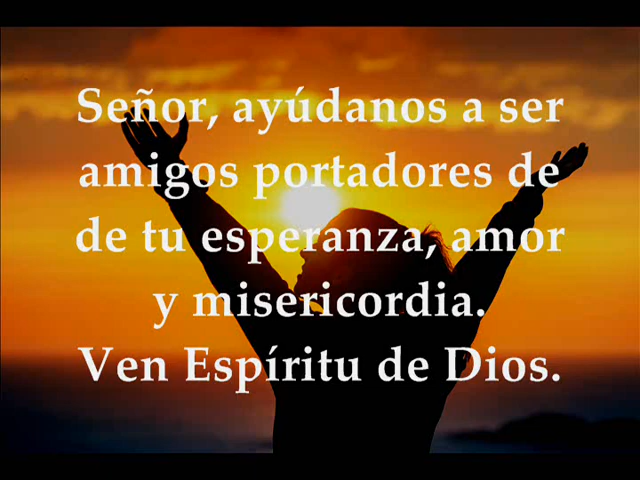 Señor, ayúdanos a ser
amigos portadores de
de tu esperanza, amor
y misericordia.
Ven Espíritu de Dios.